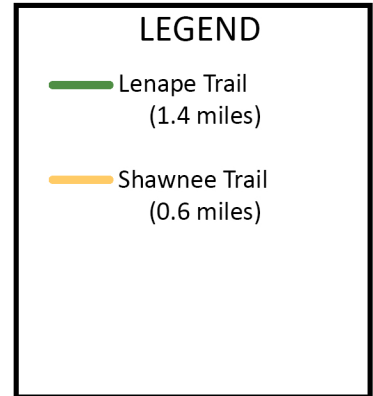 LEGEND
Lenape Trail
(1.4 miles)
Shawnee Trail
(0.6 miles)